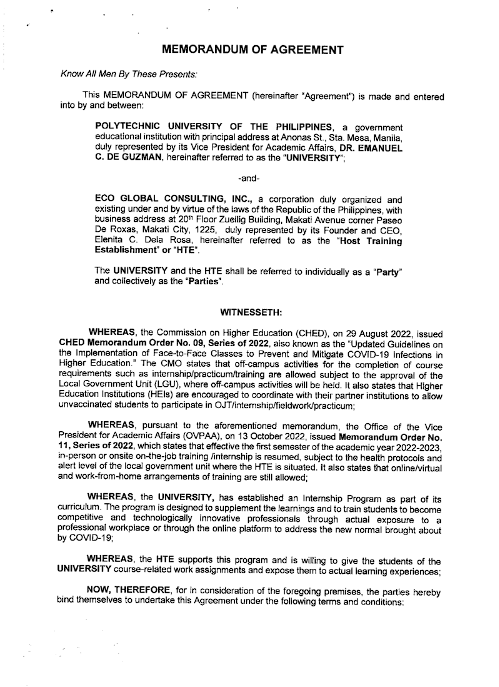 MEMORANDUM OF AGREEMENT
Know All Men By These Presents:
This MEMORANDUM OF AGREEMENT (hereinafter "Agreement") is made and entered
into by and between:
POLYTECHNIC UNIVERSITY OF THE PHILIPPINES, a government
educational institution with principal address at Anonas St., Sta. Mesa, Manila,
duly represented by its Vice President for Academic Affairs, DR. EMANUEL
C. DE GUZMAN, hereinafter referred to as the "UNIVERSITY";
-and-
ECO GLOBAL CONSULTING, INC., a corporation duly organized and
existing under and by virtue of the laws of the Republic of the Philippines, with
business address at 20th Floor Zuellig Building, Makati Avenue corner Paseo
De Roxas, Makati City, 1225, duly represented by its Founder and CEO,
Elenita C. Dela Rosa, hereinafter referred to as the "Host Training
Establishment" or "HTE".
The UNIVERSITY and the HTE shall be referred to individually as a "Party"
and collectively as the "Parties".
WITNESSETH:
WHEREAS, the Commission on Higher Education (CHED), on 29 August 2022, issued
CHED Memorandum Order No. 09, Series of 2022, also known as the "Updated Guidelines on
the Implementation of Face-to-Face Classes to Prevent and Mitigate COVID-19 Infections in
Higher Education." The CMO states that off-campus activities for the completion of course
requirements such as internship/practicum/training are allowed subject to the approval of the
Local Government Unit (LGU), where off-campus activities will be held. It also states that Higher
Education Institutions (HEIs) are encouraged to coordinate with their partner institutions to allow
unvaccinated students to participate in OJT/internship/fieldwork/practicum;
WHEREAS, pursuant to the aforementioned memorandum, the Office of the Vice
President for Academic Affairs (OVPAA), on 13 October 2022, issued Memorandum Order No.
11, Series of 2022, which states that effective the first semester of the academic year 2022-2023,
in-person or onsite on-the-job training /internship is resumed, subject to the health protocols and
alert level of the local government unit where the HTE is situated. It also states that online/virtual
and work-from-home arrangements of training are still allowed;
WHEREAS, the UNIVERSITY, has established an Internship Program as part of its
curriculum. The program is designed to supplement the learnings and to train students to become
competitive and technologically innovative professionals through actual exposure to a
professional workplace or through the online platform to address the new normal brought about
by COVID-19;
WHEREAS, the HTE supports this program and is willing to give the students of the
UNIVERSITY course-related work assignments and expose them to actual learning experiences;
NOW, THEREFORE, for in consideration of the foregoing premises, the parties hereby
bind themselves to undertake this Agreement under the following terms and conditions: